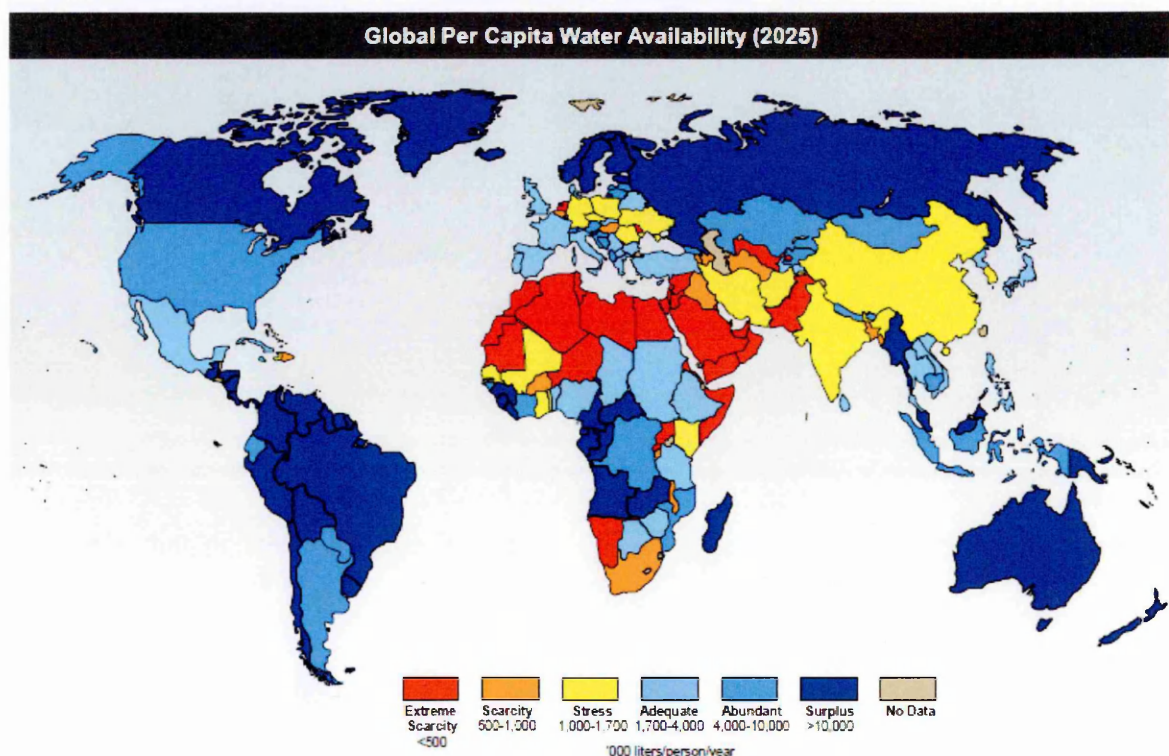 Global Per Capita Water Availability (2025)
Extreme Scarcity <500
Scarcity 500-1,000
Stress 1,000-1,700
Adequate 1,700-4,000
Abundant 4,000-10,000
Surplus >10,000
No Data
'000 liters/person/year